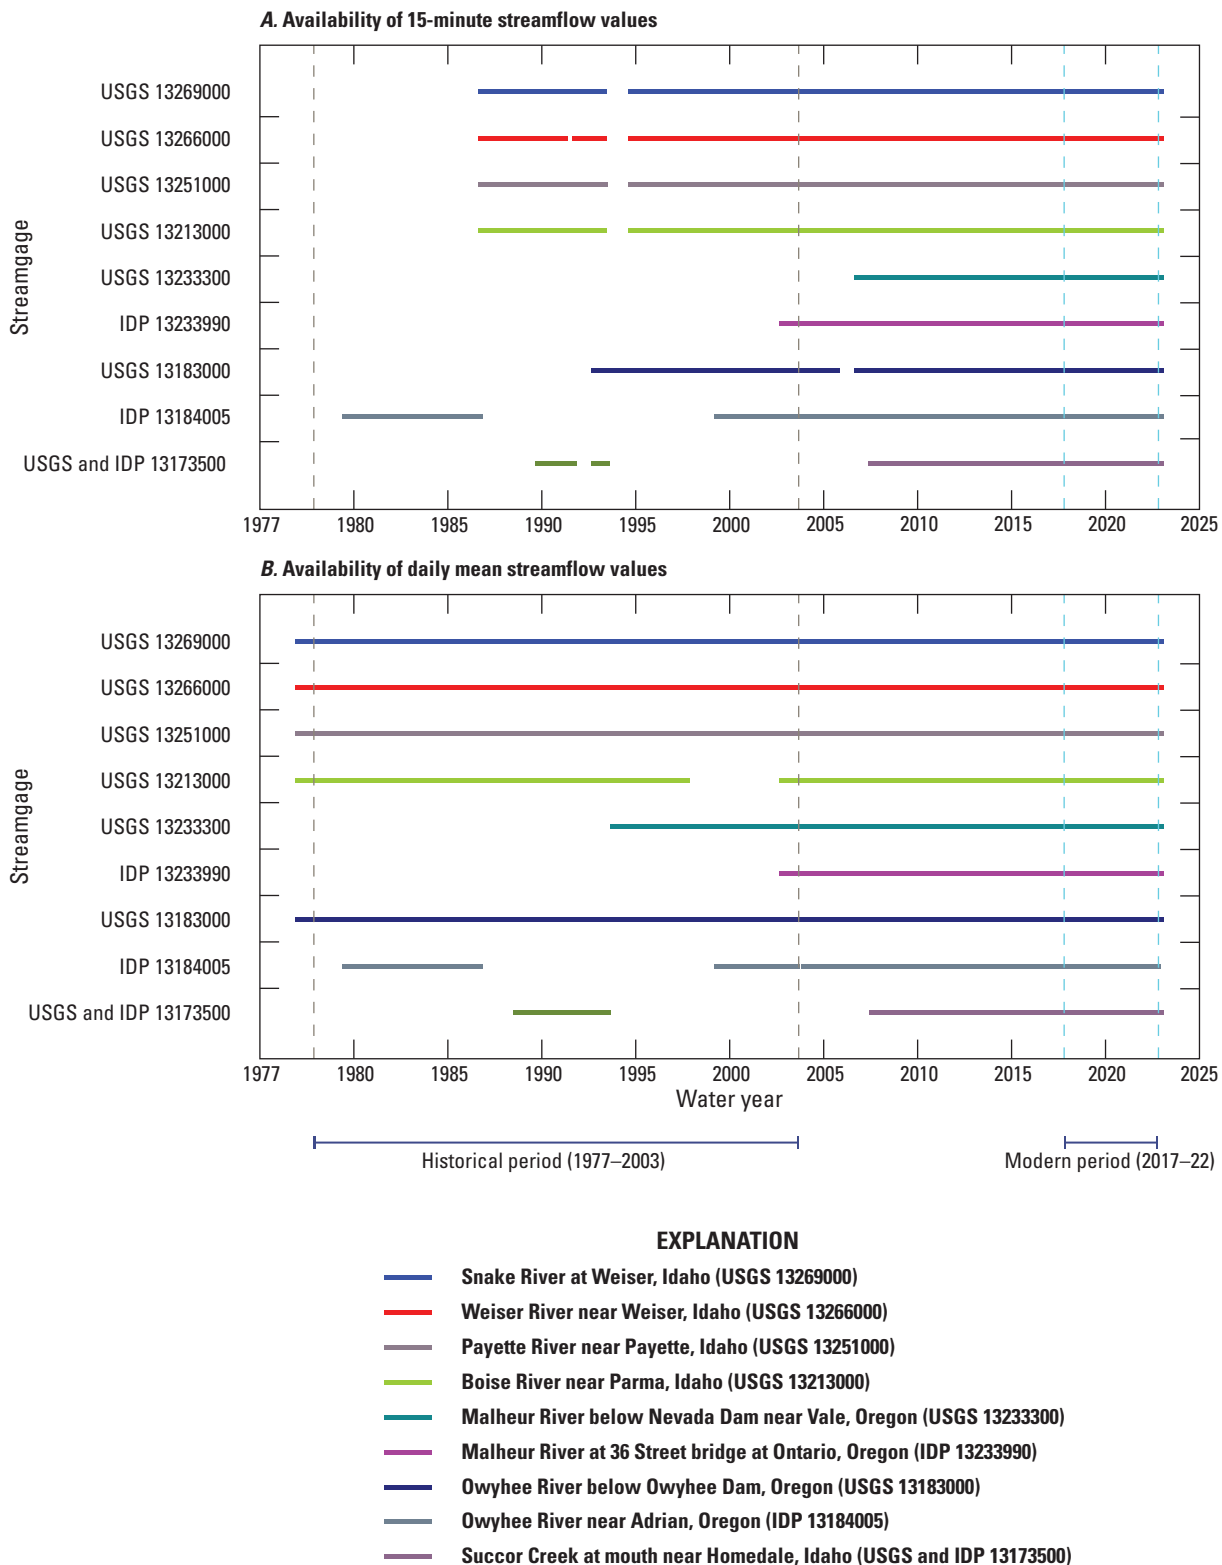 A. Availability of 15-minute streamflow values
Streamgage
USGS 13269000
USGS 13266000
USGS 13251000
USGS 13213000
USGS 13233300
IDP 13233990
USGS 13183000
IDP 13184005
USGS and IDP 13173500
1977 1980 1985 1990 1995 2000 2005 2010 2015 2020 2025
B. Availability of daily mean streamflow values
Streamgage
USGS 13269000
USGS 13266000
USGS 13251000
USGS 13213000
USGS 13233300
IDP 13233990
USGS 13183000
IDP 13184005
USGS and IDP 13173500
1977 1980 1985 1990 1995 2000 2005 2010 2015 2020 2025
Water year
Historical period (1977–2003) Modern period (2017–22)
EXPLANATION
Snake River at Weiser, Idaho (USGS 13269000)
Weiser River near Weiser, Idaho (USGS 13266000)
Payette River near Payette, Idaho (USGS 13251000)
Boise River near Parma, Idaho (USGS 13213000)
Malheur River below Nevada Dam near Vale, Oregon (USGS 13233300)
Malheur River at 36 Street bridge at Ontario, Oregon (IDP 13233990)
Owyhee River below Owyhee Dam, Oregon (USGS 13183000)
Owyhee River near Adrian, Oregon (IDP 13184005)
Succor Creek at mouth near Homedale, Idaho (USGS and IDP 13173500)